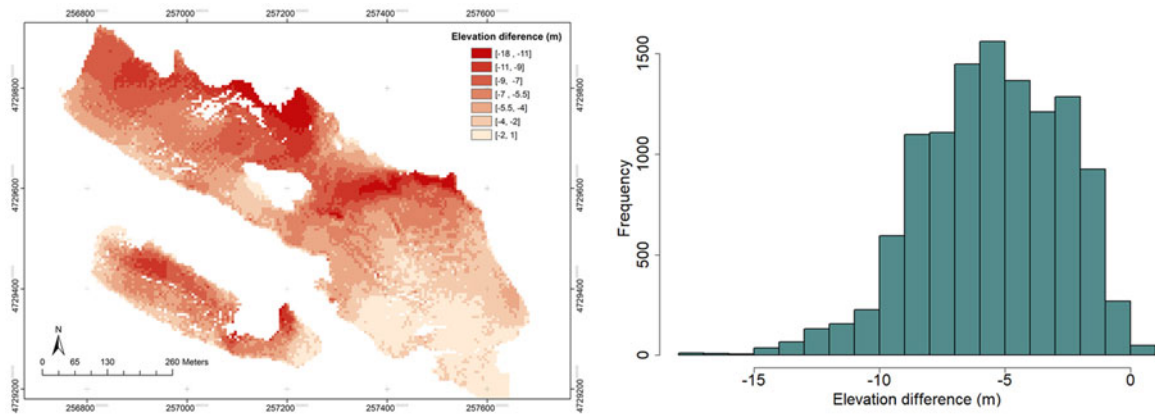 256800 257000 257200 257400 257600
Elevation diference (m)
[-18, -11]
[-11, -9]
[-9, -7]
[-7 , -5.5]
[-5.5, -4]
[-4, -2]
[-2, 1]
4729800
4729600
4729400
4729200
4729800
4729600
4729400
4729200
N
0 65 130 260 Meters
256800 257000 257200 257400 257600
Frequency
1500
1000
500
0
-15 -10 -5 0
Elevation difference (m)